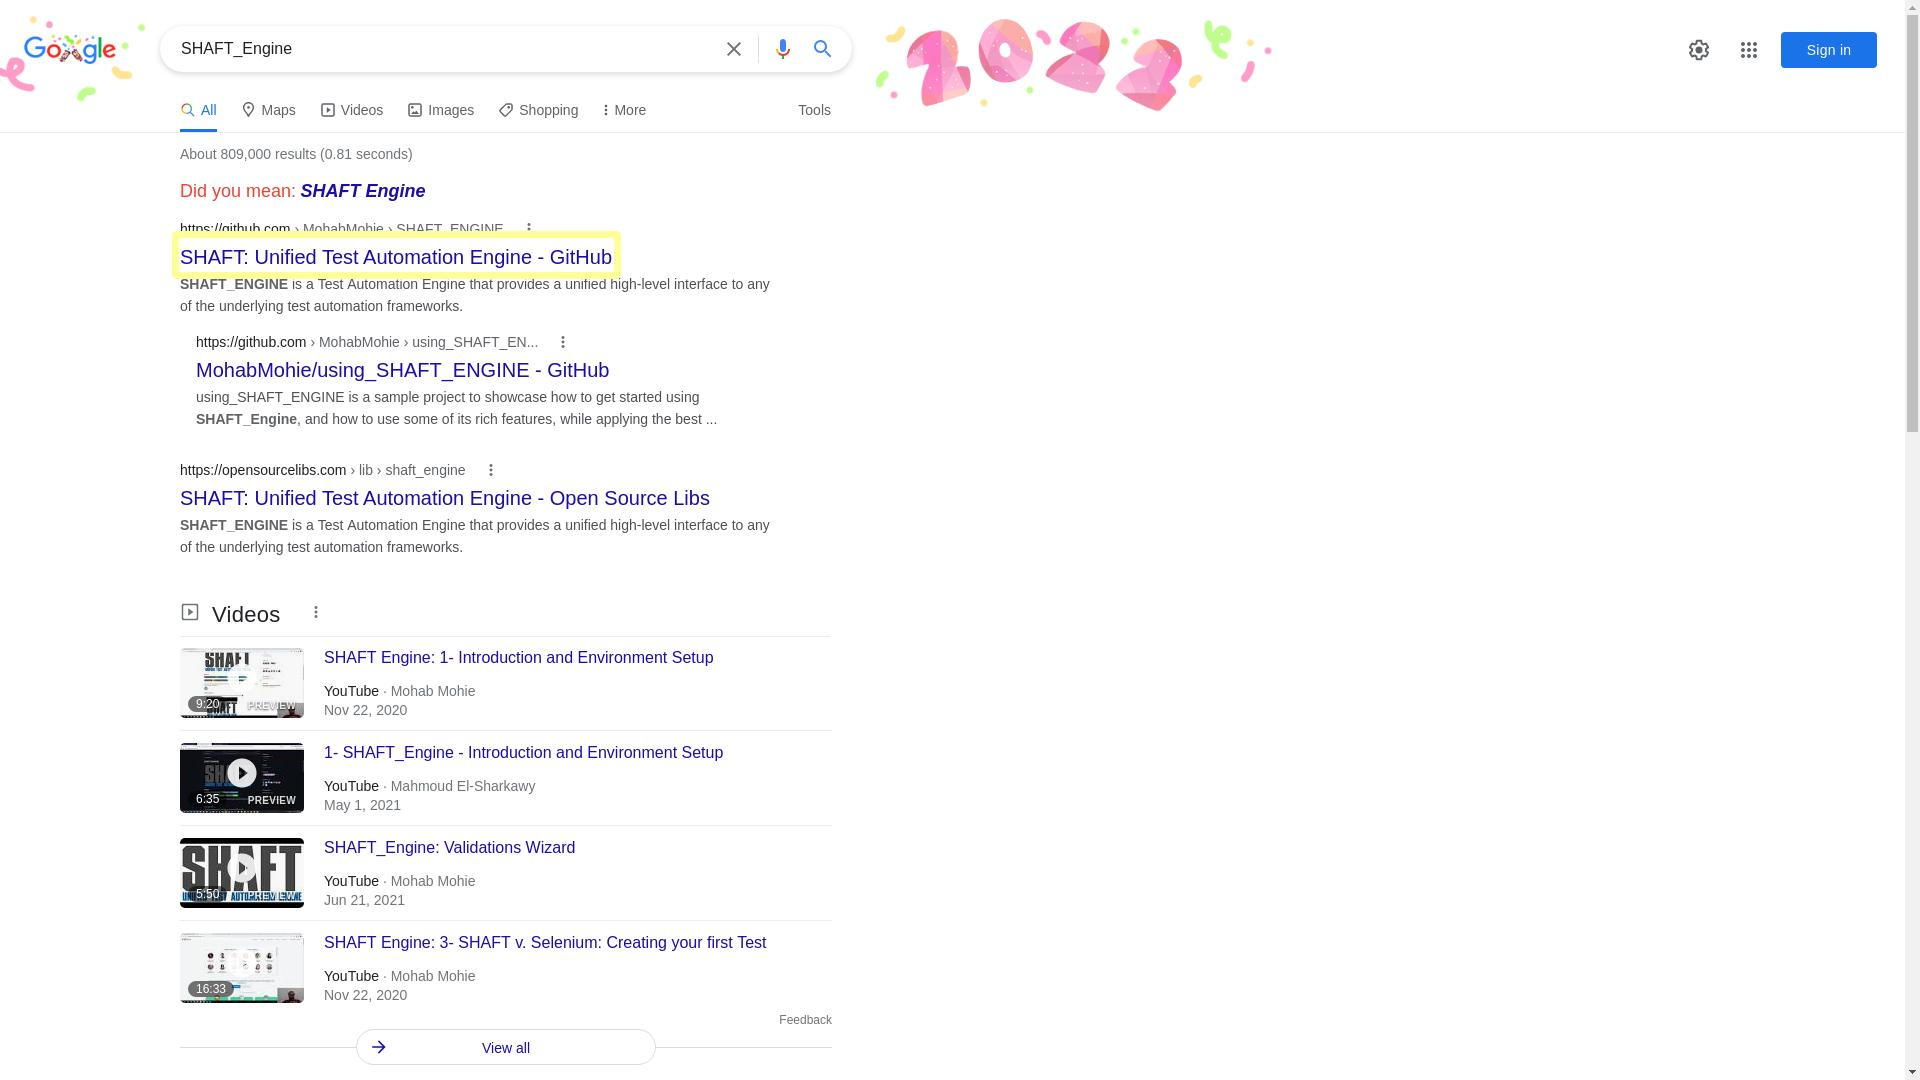 Google
SHAFT_Engine
2022
Sign in
All
Maps
Videos
Images
Shopping
More
Tools
About 809,000 results (0.81 seconds)
Did you mean: SHAFT Engine
https://github.com › MohabMohie › SHAFT_ENGINE
SHAFT: Unified Test Automation Engine - GitHub
SHAFT_ENGINE is a Test Automation Engine that provides a unified high-level interface to any
of the underlying test automation frameworks.
https://github.com › MohabMohie › using_SHAFT_EN...
MohabMohie/using_SHAFT_ENGINE - GitHub
using_SHAFT_ENGINE is a sample project to showcase how to get started using
SHAFT_Engine, and how to use some of its rich features, while applying the best ...
https://opensourcelibs.com › lib › shaft_engine
SHAFT: Unified Test Automation Engine - Open Source Libs
SHAFT_ENGINE is a Test Automation Engine that provides a unified high-level interface to any
of the underlying test automation frameworks.
Videos
SHAFT
9:20
PREVIEW
SHAFT Engine: 1- Introduction and Environment Setup
YouTube · Mohab Mohie
Nov 22, 2020
6:35
PREVIEW
1- SHAFT_Engine - Introduction and Environment Setup
YouTube · Mahmoud El-Sharkawy
May 1, 2021
SHAFT
5:50
PREVIEW
SHAFT_Engine: Validations Wizard
YouTube · Mohab Mohie
Jun 21, 2021
16:33
SHAFT Engine: 3- SHAFT v. Selenium: Creating your first Test
YouTube · Mohab Mohie
Nov 22, 2020
Feedback
View all